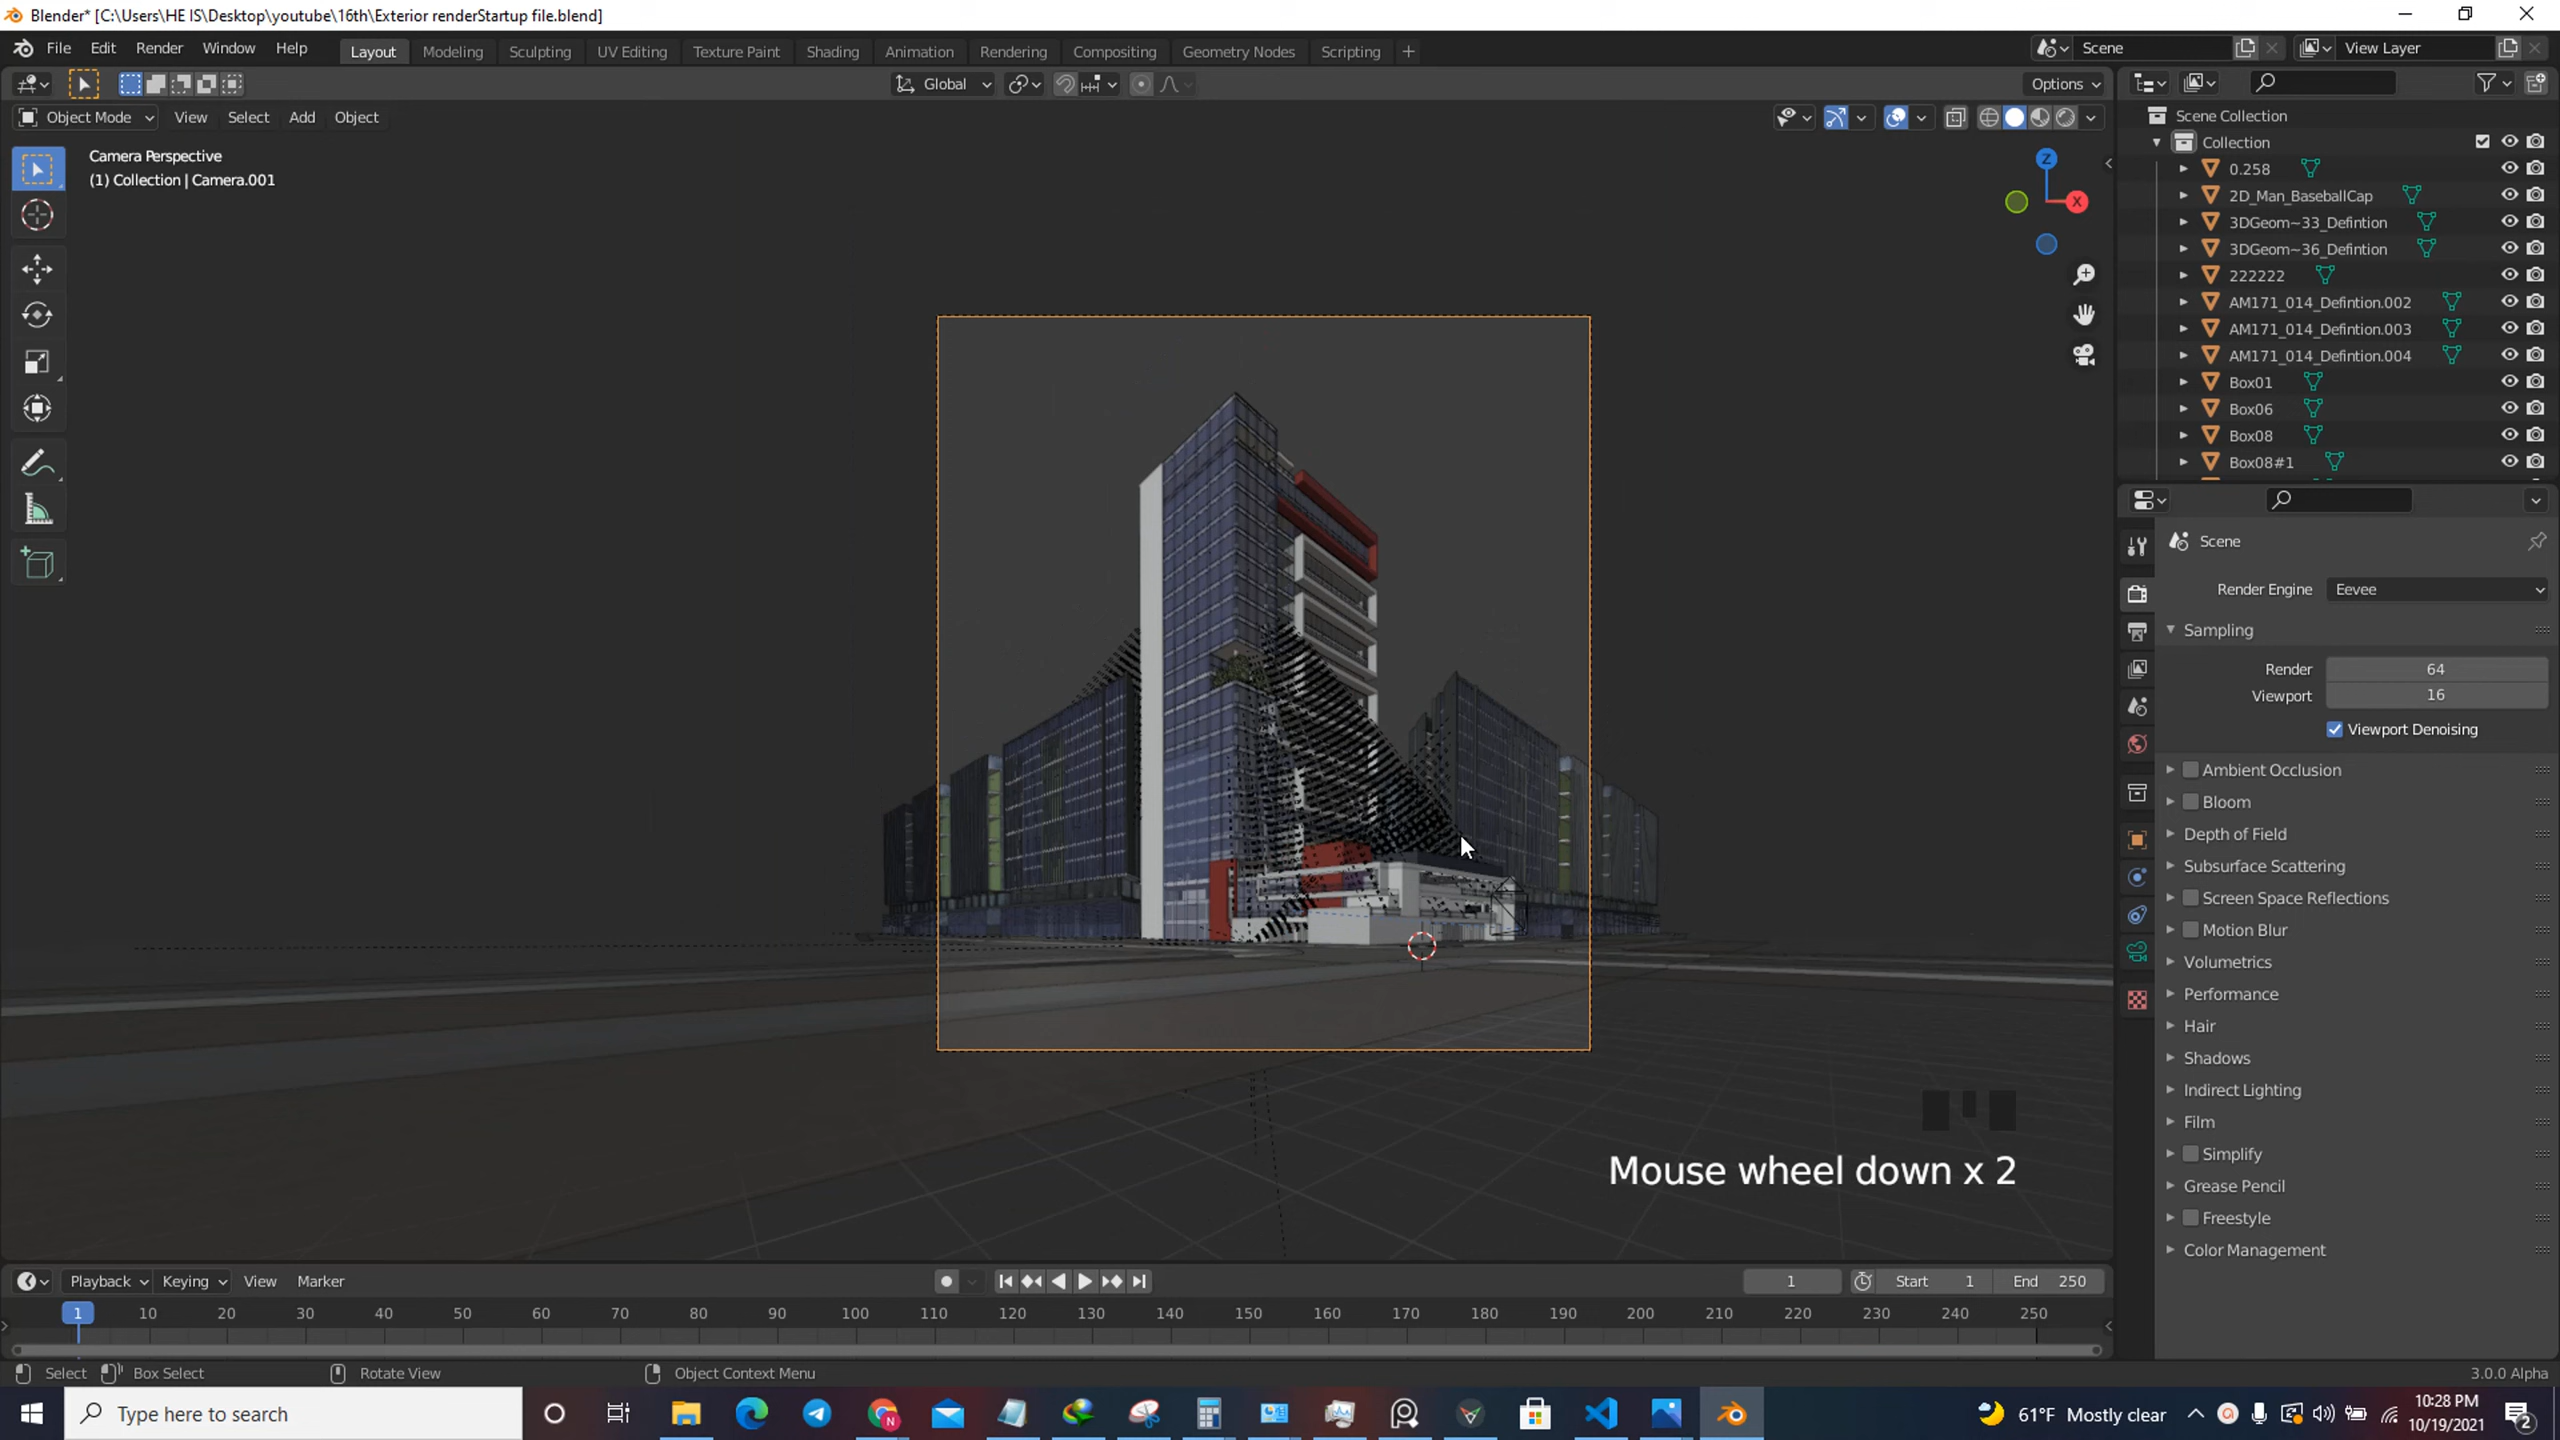 Blender* [C:\Users\HE IS\Desktop\youtube\16th\Exterior renderStartup file.blend]
File Edit Render Window Help Layout Modeling Sculpting UV Editing Texture Paint Shading Animation Rendering Compositing Geometry Nodes Scripting + Scene View Layer
Global Options
Object Mode View Select Add Object
Camera Perspective
(1) Collection | Camera.001
Z
X
Scene Collection
Collection
0.258
2D_Man_BaseballCap
3DGeom~33_Defintion
3DGeom~36_Defintion
222222
AM171_014_Defintion.002
AM171_014_Defintion.003
AM171_014_Defintion.004
Box01
Box06
Box08
Box08#1
Scene
Render Engine Eevee
Sampling
Render 64
Viewport 16
Viewport Denoising
Ambient Occlusion
Bloom
Depth of Field
Subsurface Scattering
Screen Space Reflections
Motion Blur
Volumetrics
Performance
Hair
Shadows
Indirect Lighting
Film
Simplify
Grease Pencil
Freestyle
Color Management
Mouse wheel down x 2
Playback Keying View Marker 1 Start 1 End 250
1 10 20 30 40 50 60 70 80 90 100 110 120 130 140 150 160 170 180 190 200 210 220 230 240 250
Select Box Select Rotate View Object Context Menu 3.0.0 Alpha
Type here to search
61°F Mostly clear
10:28 PM
10/19/2021
2